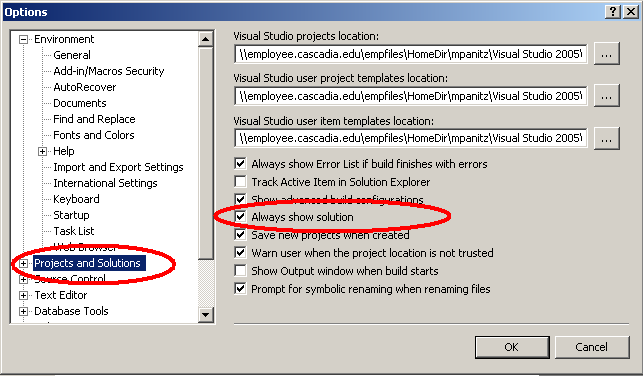 Options
Environment
General
Add-in/Macros Security
AutoRecover
Documents
Find and Replace
Fonts and Colors
Help
Import and Export Settings
International Settings
Keyboard
Startup
Task List
Web Browser
Projects and Solutions
Source Control
Text Editor
Database Tools
Visual Studio projects location:
\\employee.cascadia.edu\empfiles\HomeDir\mpanitz\Visual Studio 2005\
...
Visual Studio user project templates location:
\\employee.cascadia.edu\empfiles\HomeDir\mpanitz\Visual Studio 2005\
...
Visual Studio user item templates location:
\\employee.cascadia.edu\empfiles\HomeDir\mpanitz\Visual Studio 2005\
...
Always show Error List if build finishes with errors
Track Active Item in Solution Explorer
Show advanced build configurations
Always show solution
Save new projects when created
Warn user when the project location is not trusted
Show Output window when build starts
Prompt for symbolic renaming when renaming files
OK
Cancel